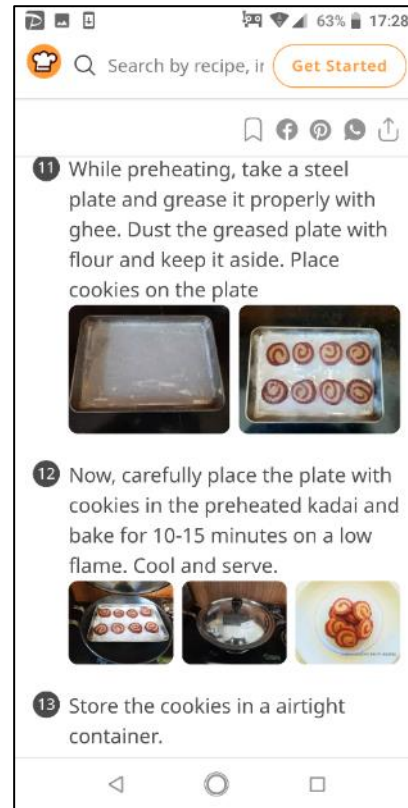 63% 17:28
Search by recipe, ir Get Started
11 While preheating, take a steel
plate and grease it properly with
ghee. Dust the greased plate with
flour and keep it aside. Place
cookies on the plate
12 Now, carefully place the plate with
cookies in the preheated kadai and
bake for 10-15 minutes on a low
flame. Cool and serve.
13 Store the cookies in a airtight
container.